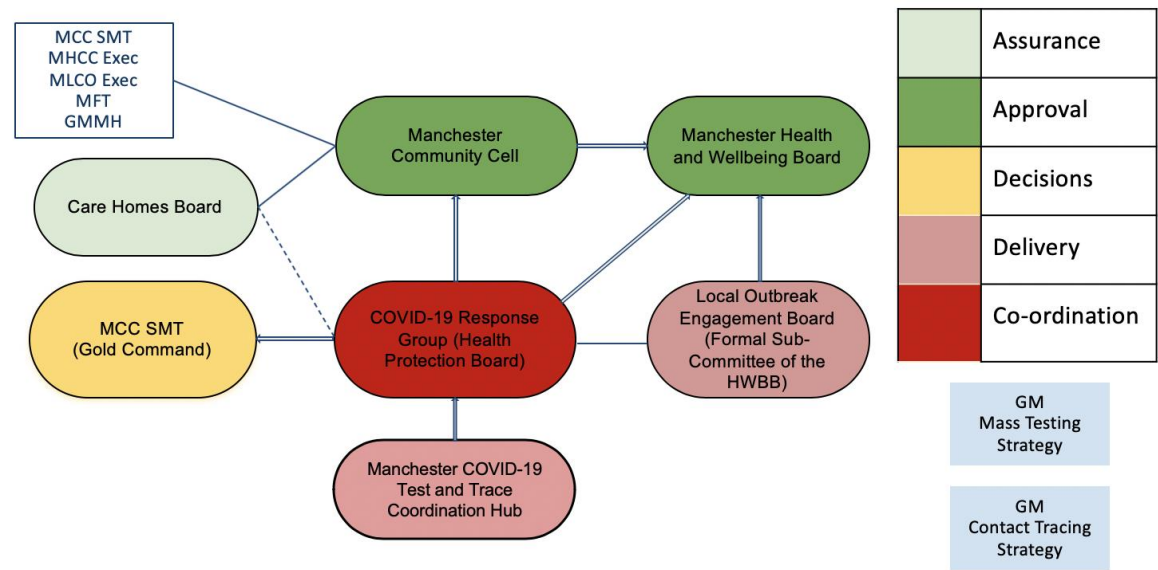 MCC SMT
MHCC Exec
MLCO Exec
MFT
GMMH
Care Homes Board
MCC SMT
(Gold Command)
Manchester
Community Cell
Manchester Health
and Wellbeing Board
COVID-19 Response
Group (Health
Protection Board)
Local Outbreak
Engagement Board
(Formal Sub-
Committee of the
HWBB)
Manchester COVID-19
Test and Trace
Coordination Hub
Assurance
Approval
Decisions
Delivery
Co-ordination
GM
Mass Testing
Strategy
GM
Contact Tracing
Strategy